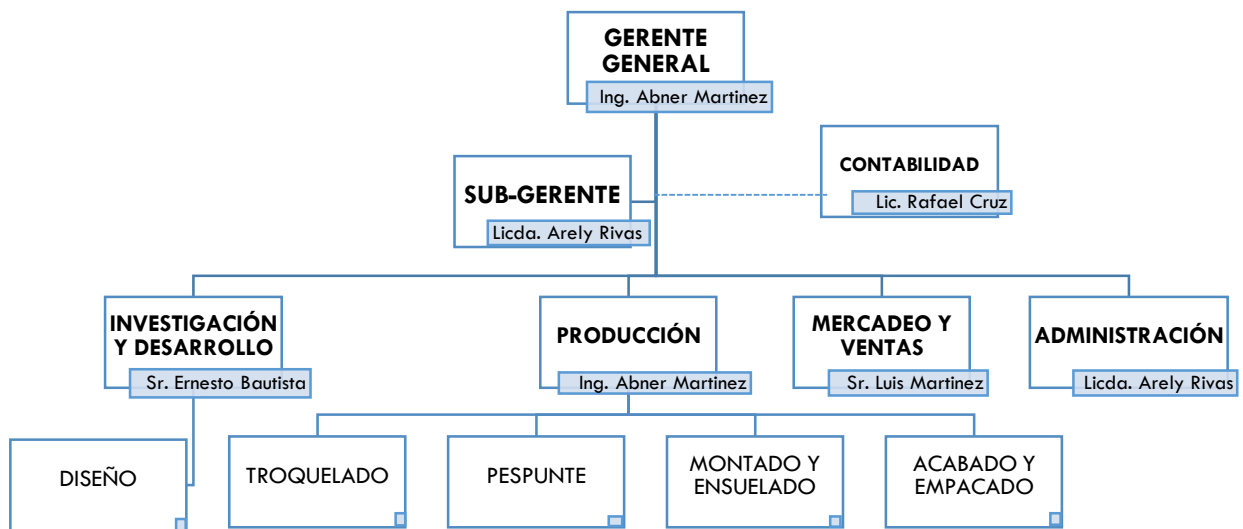 GERENTE
GENERAL
Ing. Abner Martinez
CONTABILIDAD
Lic. Rafael Cruz
SUB-GERENTE
Licda. Arely Rivas
INVESTIGACIÓN
Y DESARROLLO
Sr. Ernesto Bautista
PRODUCCIÓN
Ing. Abner Martinez
MERCADEO Y
VENTAS
Sr. Luis Martinez
ADMINISTRACIÓN
Licda. Arely Rivas
DISEÑO
TROQUELADO
PESPUNTE
MONTADO Y
ENSUELADO
ACABADO Y
EMPACADO